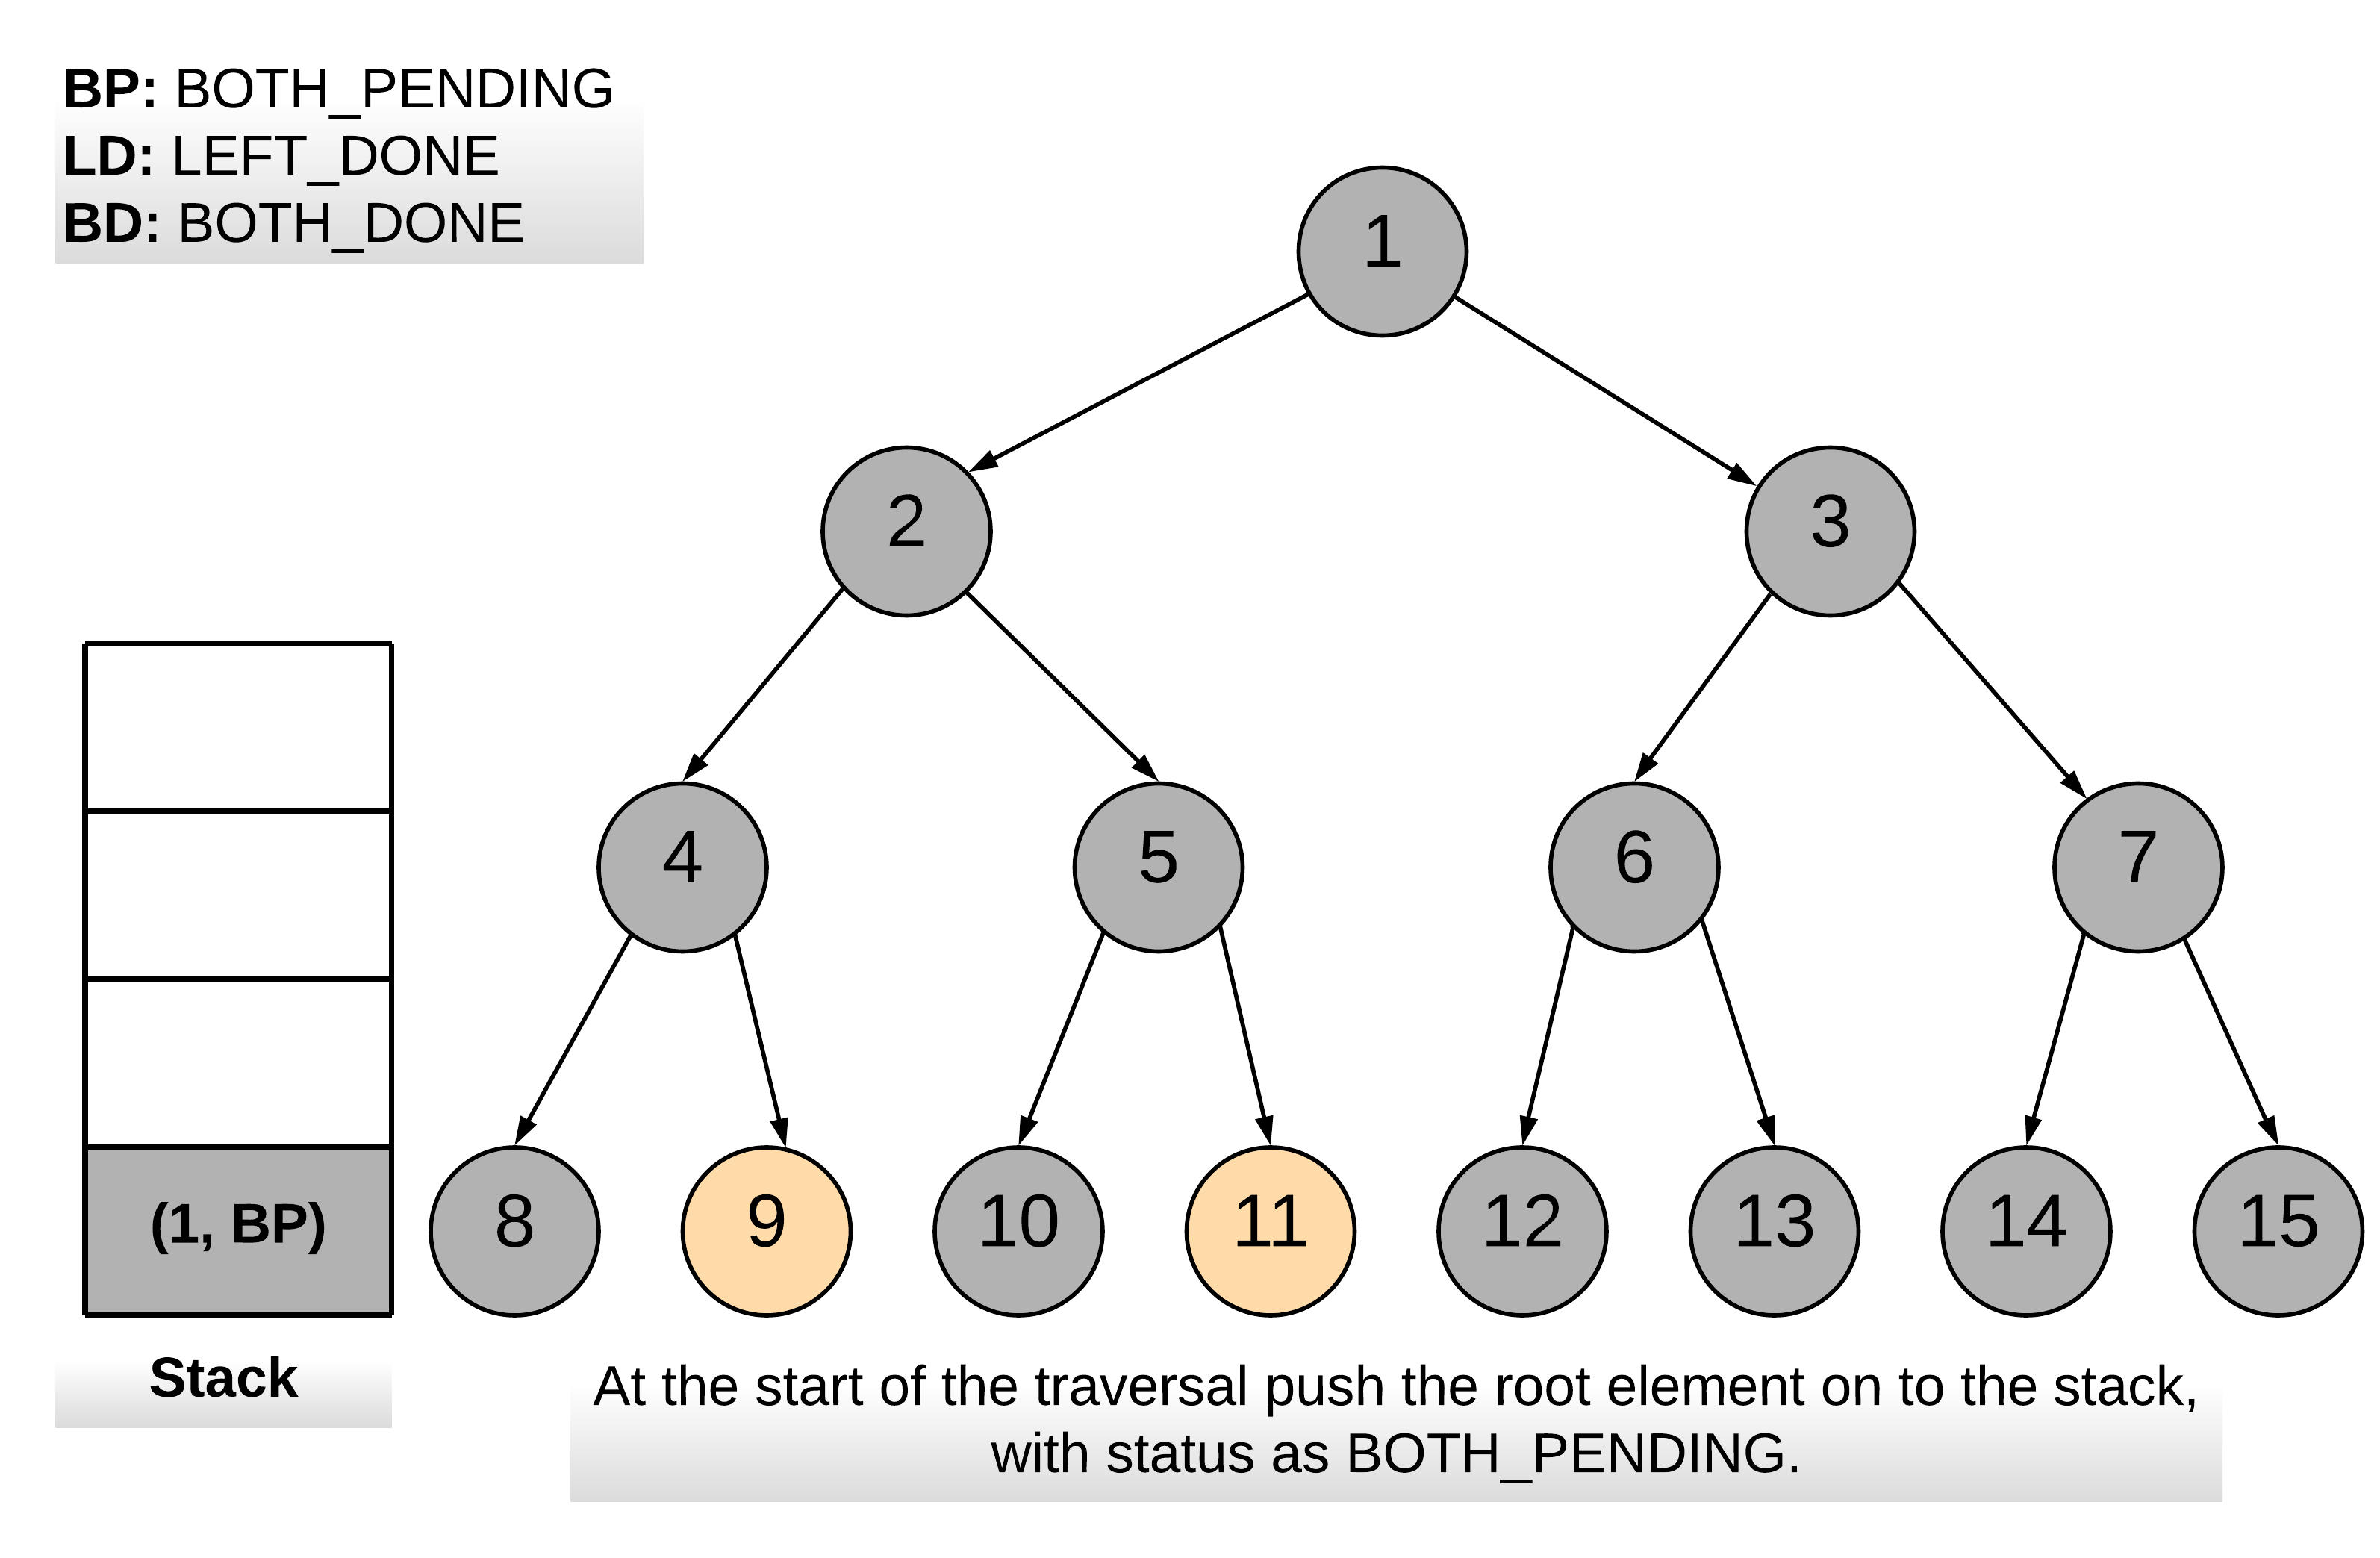 BP: BOTH_PENDING
LD: LEFT_DONE
BD: BOTH_DONE
1
2
3
4
5
6
7
(1, BP)
8
9
10
11
12
13
14
15
Stack
At the start of the traversal push the root element on to the stack,
with status as BOTH_PENDING.